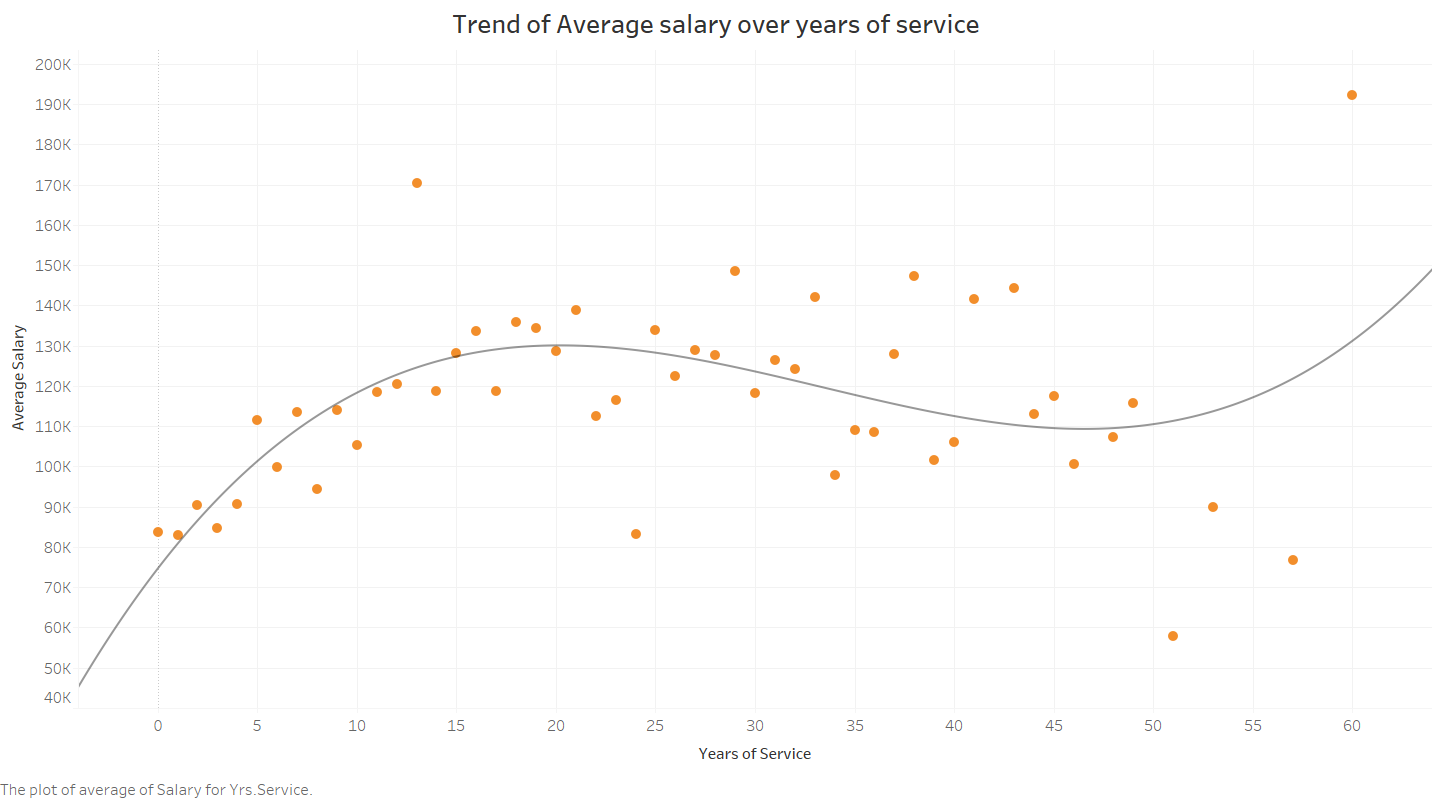 Trend of Average salary over years of service
200K
190K
180K
170K
160K
150K
140K
130K
120K
110K
100K
90K
80K
70K
60K
50K
40K
Average Salary
0 5 10 15 20 25 30 35 40 45 50 55 60
Years of Service
The plot of average of Salary for Yrs.Service.